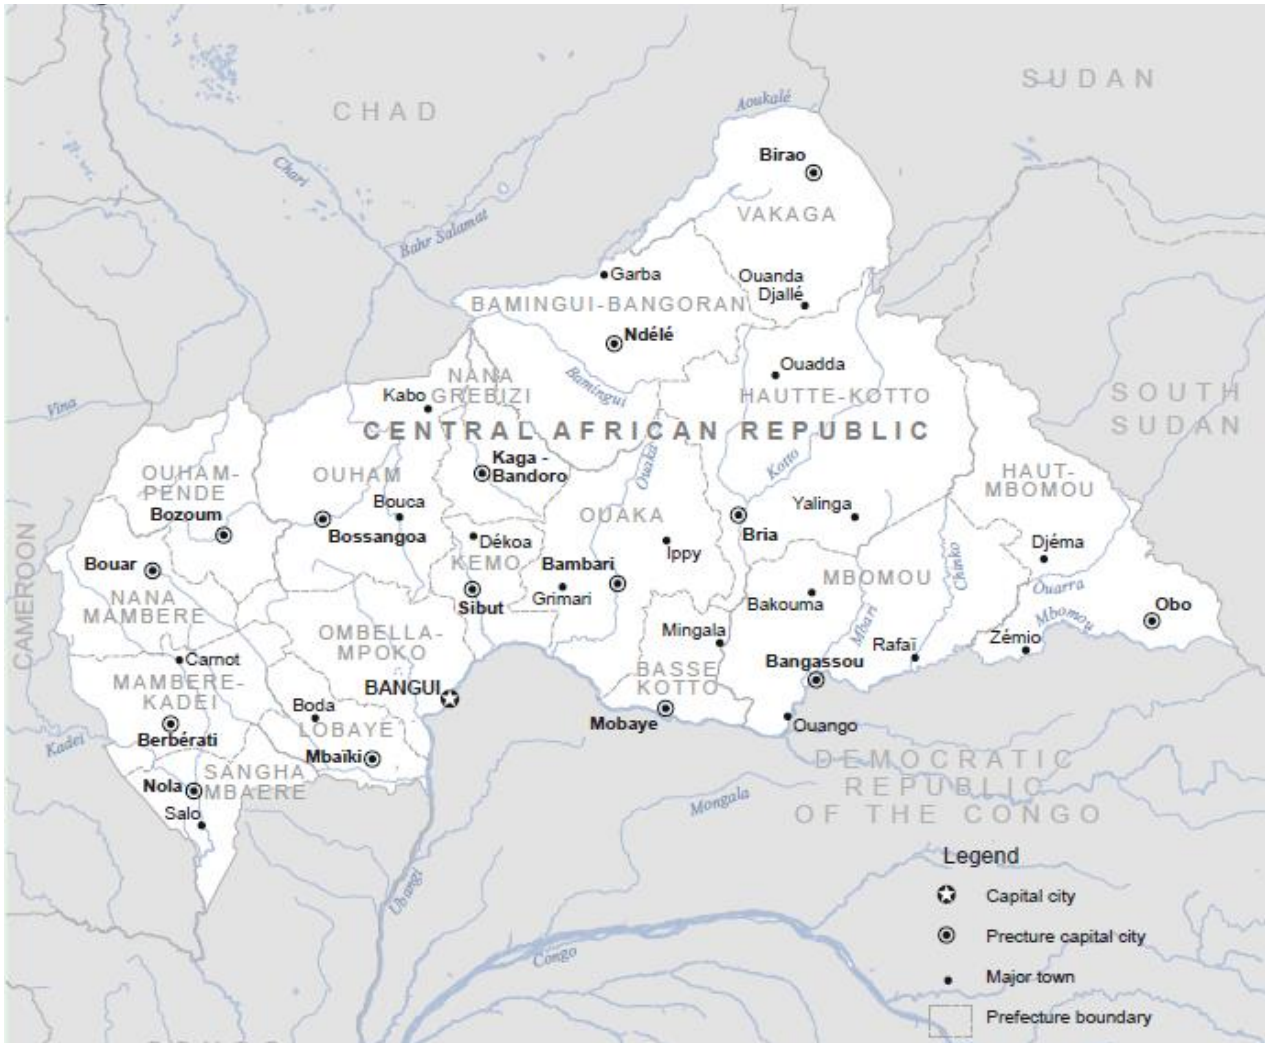 SUDAN
CHAD
Aoukalé
Birao
Chari
VAKAGA
Bahr Salamat
Garba
Ouanda
Djallé
BAMINGUI-BANGORAN
Ndélé
Ouadda
NANA
GREBIZI
Bamingui
Kabo
HAUTTE-KOTTO
SOUTH
SUDAN
Vina
CENTRAL AFRICAN REPUBLIC
Kaga -
Bandoro
Ouaka
Kotto
OUHAM-
PENDE
OUHAM
HAUT-
MBOMOU
Bozoum
Bouca
Bossangoa
OUAKA
Yalinga
Bria
CAMEROON
Dékoa
KEMO
Ippy
Djéma
Chinko
Bouar
Bambari
MBOMOU
Ouarra
NANA
MAMBERE
Sibut
Grimari
Bakouma
Mbari
Mbomou
Obo
OMBELLA-
MPOKO
Mingala
Rafaï
Zémio
Carnot
BASSE
KOTTO
Bangassou
MAMBERE-
KADEI
BANGUI
Boda
Mobaye
Ouango
LOBAYE
Berbérati
Kadei
Mbaïki
SANGHA
MBAERE
Nola
Salo
DEMOCRATIC
REPUBLIC
OF THE CONGO
Mongala
Ubangi
Congo
Legend
Capital city
Precture capital city
Major town
Prefecture boundary